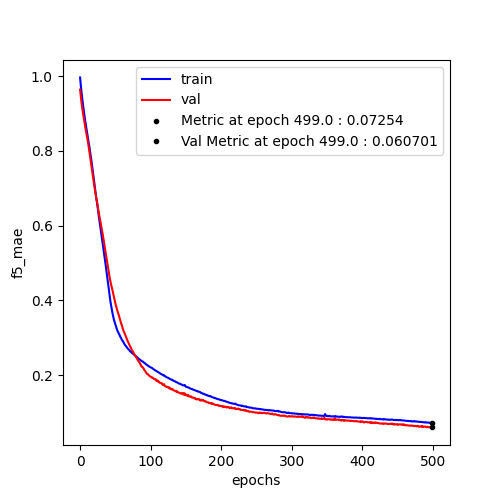 train
val
Metric at epoch 499.0 : 0.07254
Val Metric at epoch 499.0 : 0.060701
f5_mae
1.0
0.8
0.6
0.4
0.2
0 100 200 300 400 500
epochs